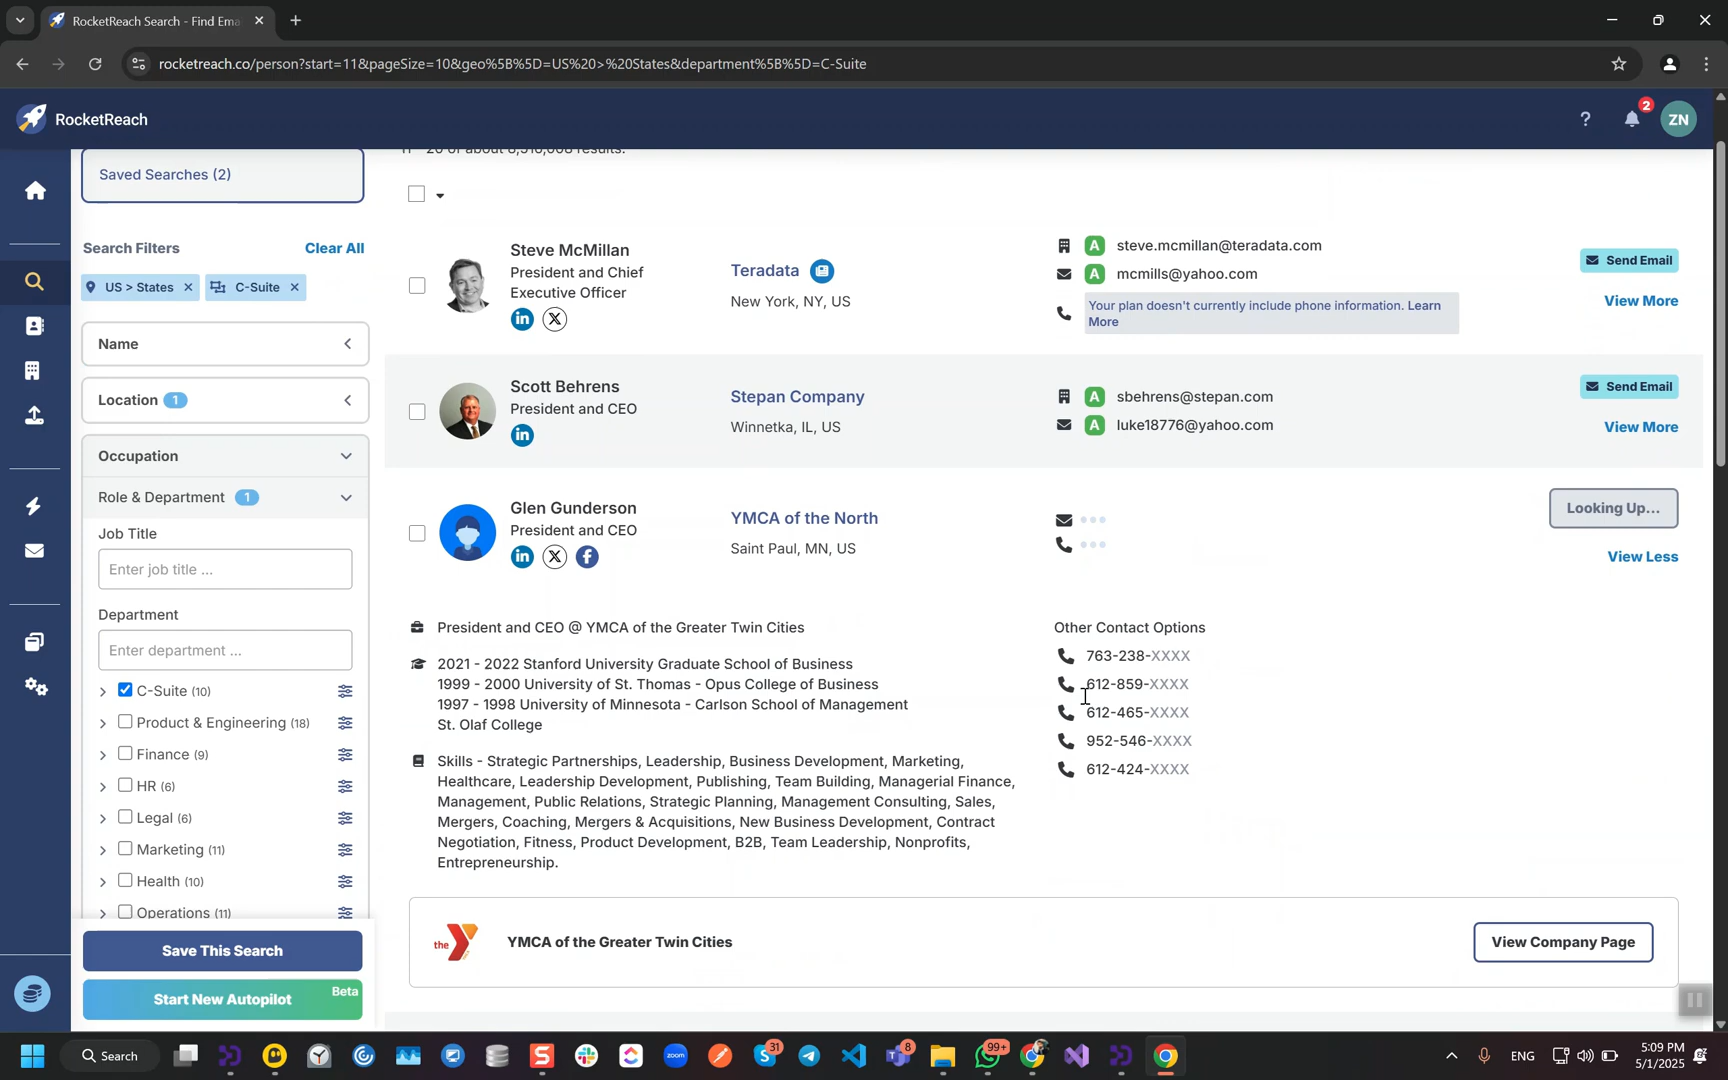 RocketReach Search - Find Ema
rocketreach.co/person?start=11&pageSize=10&geo%5B%5D=US%20>%20States&department%5B%5D=C-Suite
RocketReach
?
2
ZN
Saved Searches (2)
Search Filters
Clear All
US > States
C-Suite
Name
Location 1
Occupation
Role & Department 1
Job Title
Enter job title ...
Department
Enter department ...
C-Suite (10)
Product & Engineering (18)
Finance (9)
HR (6)
Legal (6)
Marketing (11)
Health (10)
Operations (11)
Save This Search
Start New Autopilot
Beta
Steve McMillan
President and Chief
Executive Officer
in X
Teradata
New York, NY, US
A steve.mcmillan@teradata.com
A mcmills@yahoo.com
Your plan doesn't currently include phone information. Learn
More
Send Email
View More
Scott Behrens
President and CEO
in
Stepan Company
Winnetka, IL, US
A sbehrens@stepan.com
A luke18776@yahoo.com
Send Email
View More
Glen Gunderson
President and CEO
in X f
YMCA of the North
Saint Paul, MN, US
Looking Up...
View Less
President and CEO @ YMCA of the Greater Twin Cities
2021 - 2022 Stanford University Graduate School of Business
1999 - 2000 University of St. Thomas - Opus College of Business
1997 - 1998 University of Minnesota - Carlson School of Management
St. Olaf College
Skills - Strategic Partnerships, Leadership, Business Development, Marketing,
Healthcare, Leadership Development, Publishing, Team Building, Managerial Finance,
Management, Public Relations, Strategic Planning, Management Consulting, Sales,
Mergers, Coaching, Mergers & Acquisitions, New Business Development, Contract
Negotiation, Fitness, Product Development, B2B, Team Leadership, Nonprofits,
Entrepreneurship.
Other Contact Options
763-238-XXXX
612-859-XXXX
612-465-XXXX
952-546-XXXX
612-424-XXXX
the Y
YMCA of the Greater Twin Cities
View Company Page
Search
zoom
31
8
99+
ENG
5:09 PM
5/1/2025